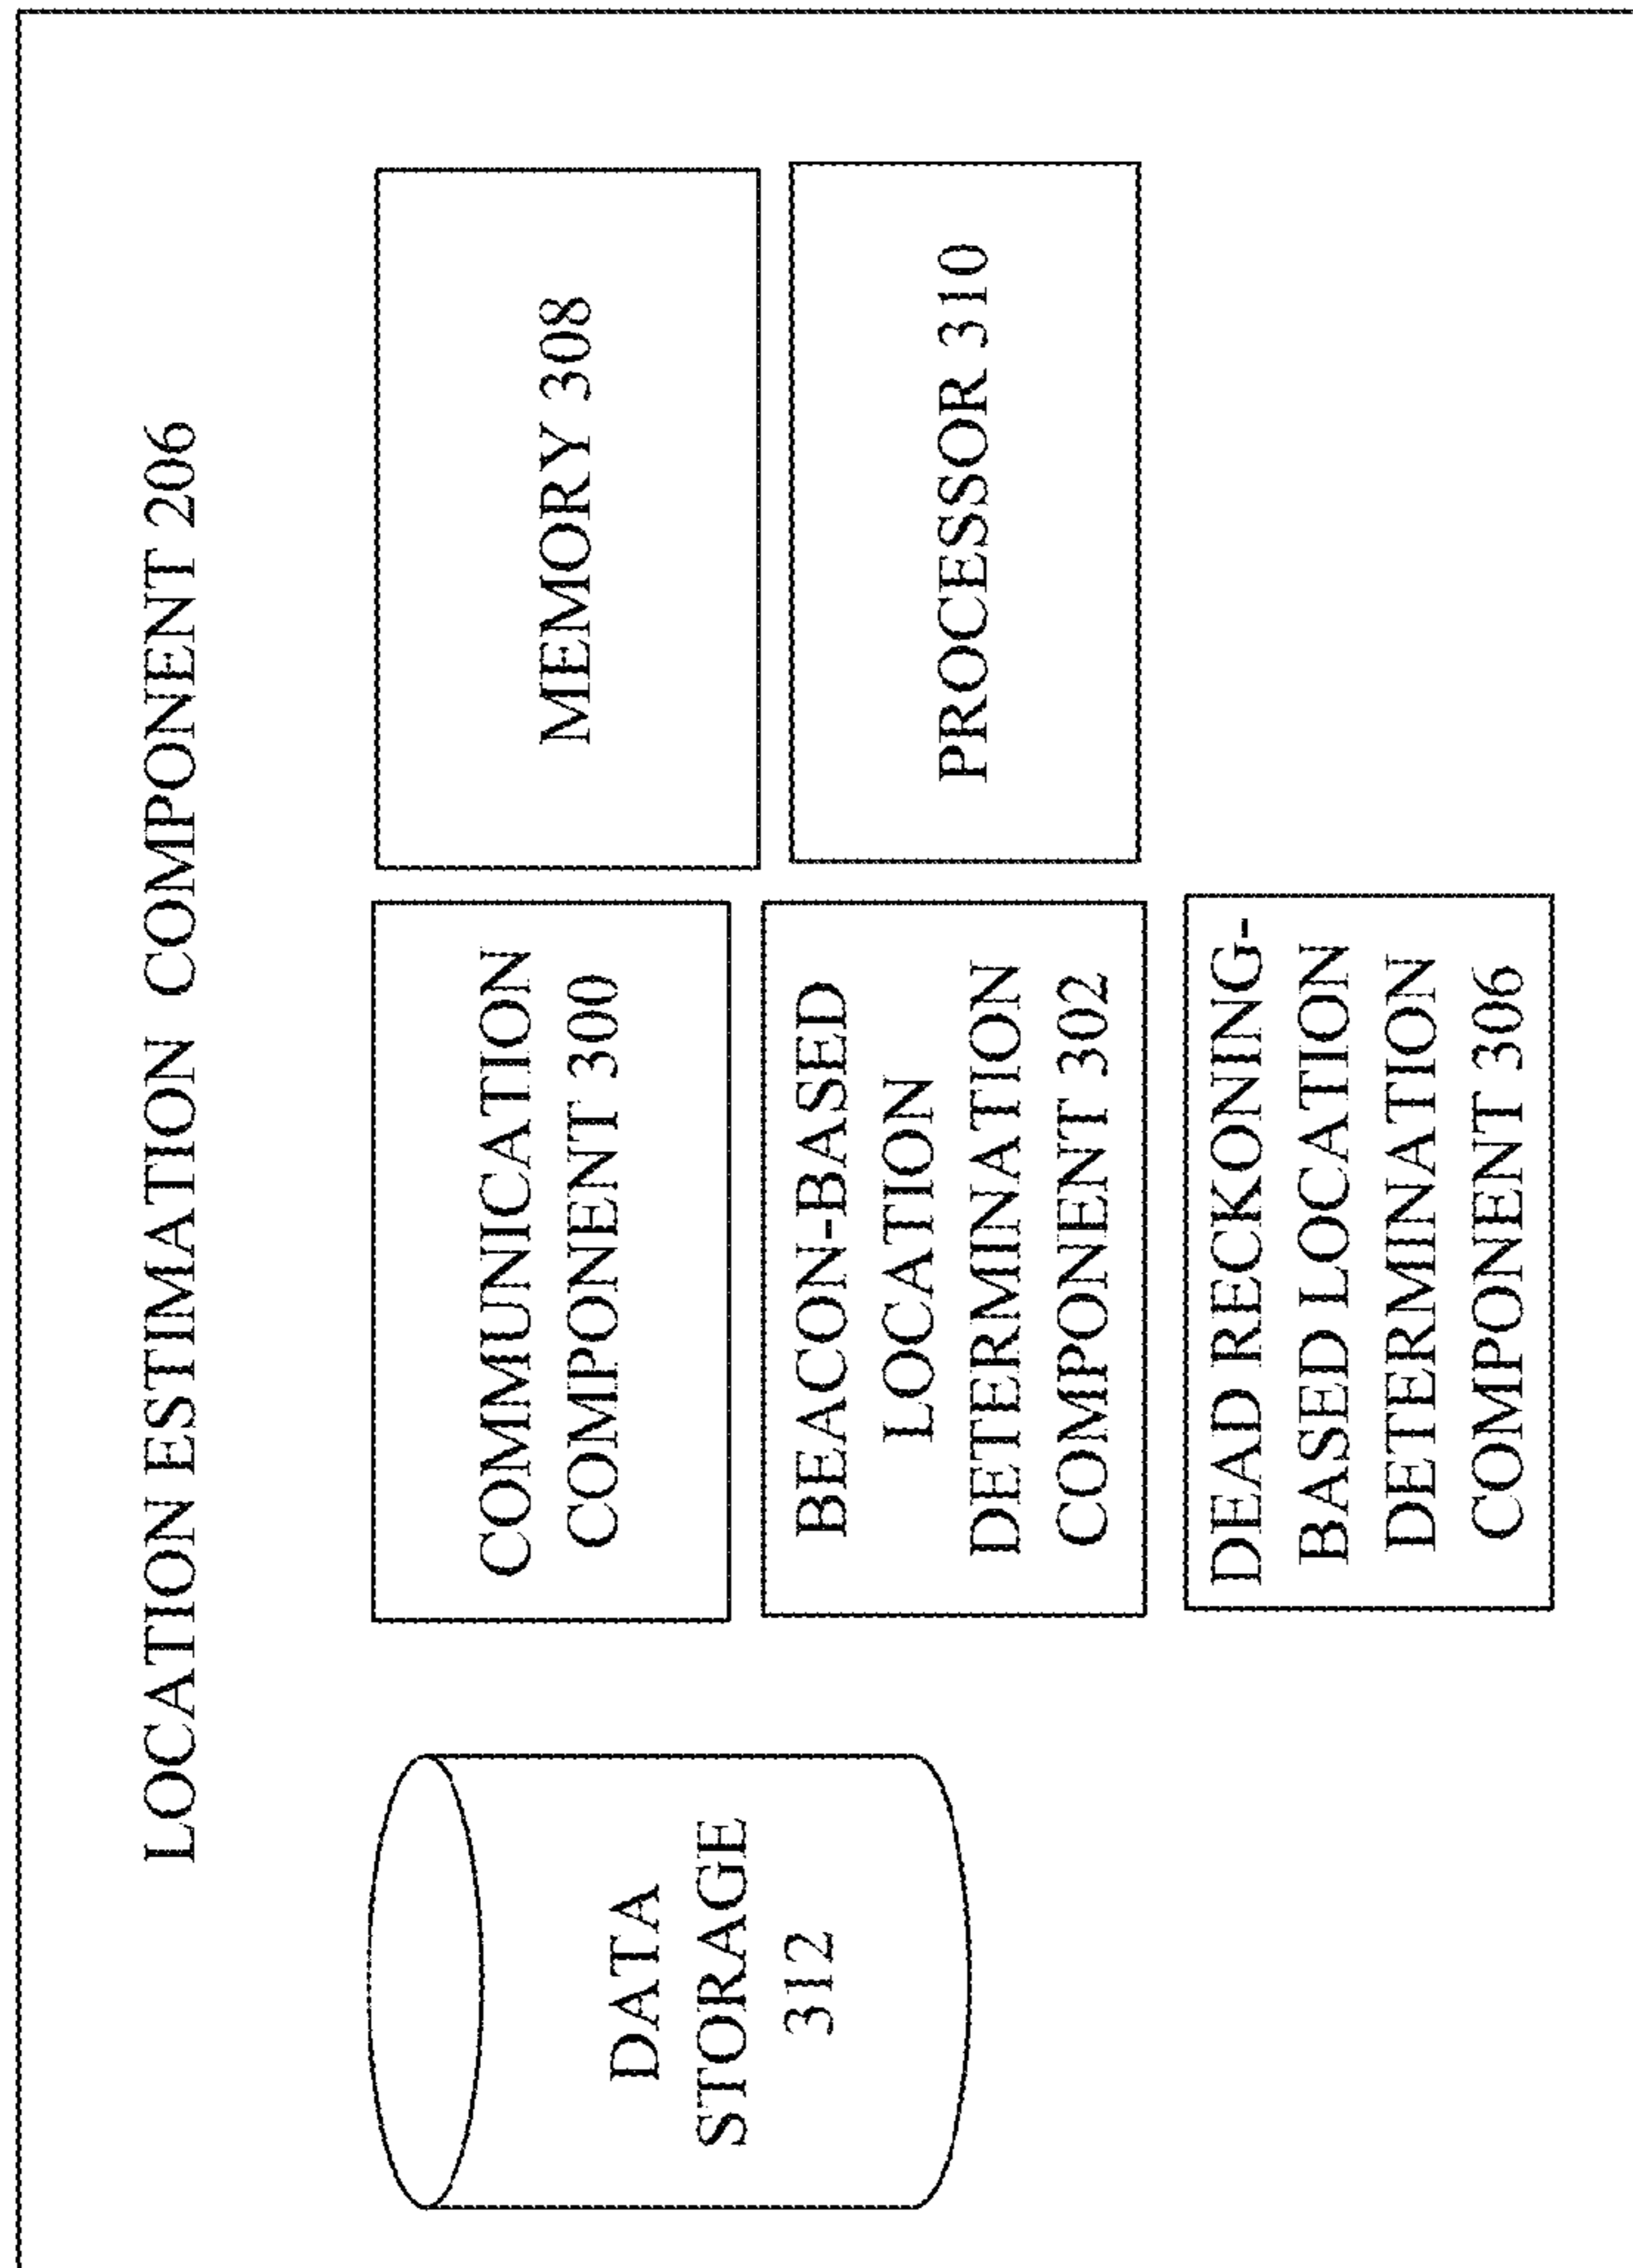 LOCATION ESTIMATION COMPONENT 206
DATA
STORAGE
312
COMMUNICATION
COMPONENT 300
BEACON-BASED
LOCATION
DETERMINATION
COMPONENT 302
DEAD RECKONING-
BASED LOCATION
DETERMINATION
COMPONENT 306
MEMORY 308
PROCESSOR 310